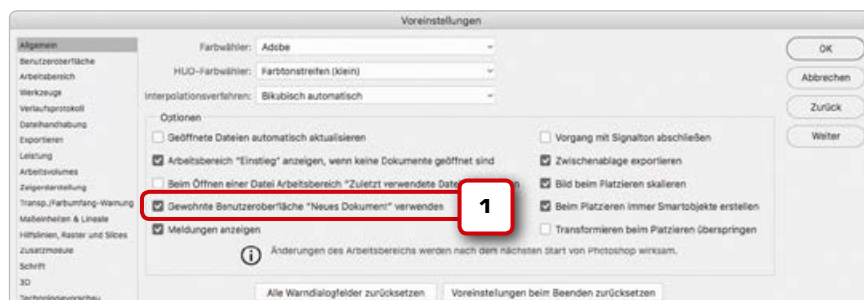 Voreinstellungen
Allgemein
Benutzeroberfläche
Arbeitsbereich
Werkzeuge
Verlaufsprotokoll
Dateihandhabung
Exportieren
Leistung
Arbeitsvolumes
Zeigerdarstellung
Transp./Farbumfang-Warnung
Maßeinheiten & Lineale
Hilfslinien, Raster und Slices
Zusatzmodule
Schrift
3D
Technologievorschau
Farbwähler: Adobe
HUD-Farbwähler: Farbtonstreifen (klein)
Interpolationsverfahren: Bikubisch automatisch
Optionen
Geöffnete Dateien automatisch aktualisieren
Arbeitsbereich "Einstieg" anzeigen, wenn keine Dokumente geöffnet sind
Beim Öffnen einer Datei Arbeitsbereich "Zuletzt verwendete
Gewohnte Benutzeroberfläche "Neues Dokument" verwenden
1
Meldungen anzeigen
Vorgang mit Signalton abschließen
Zwischenablage exportieren
Bild beim Platzieren skalieren
Beim Platzieren immer Smartobjekte erstellen
Transformieren beim Platzieren überspringen
Änderungen des Arbeitsbereichs werden nach dem nächsten Start von Photoshop wirksam.
Alle Warndialogfelder zurücksetzen
Voreinstellungen beim Beenden zurücksetzen
OK
Abbrechen
Zurück
Weiter